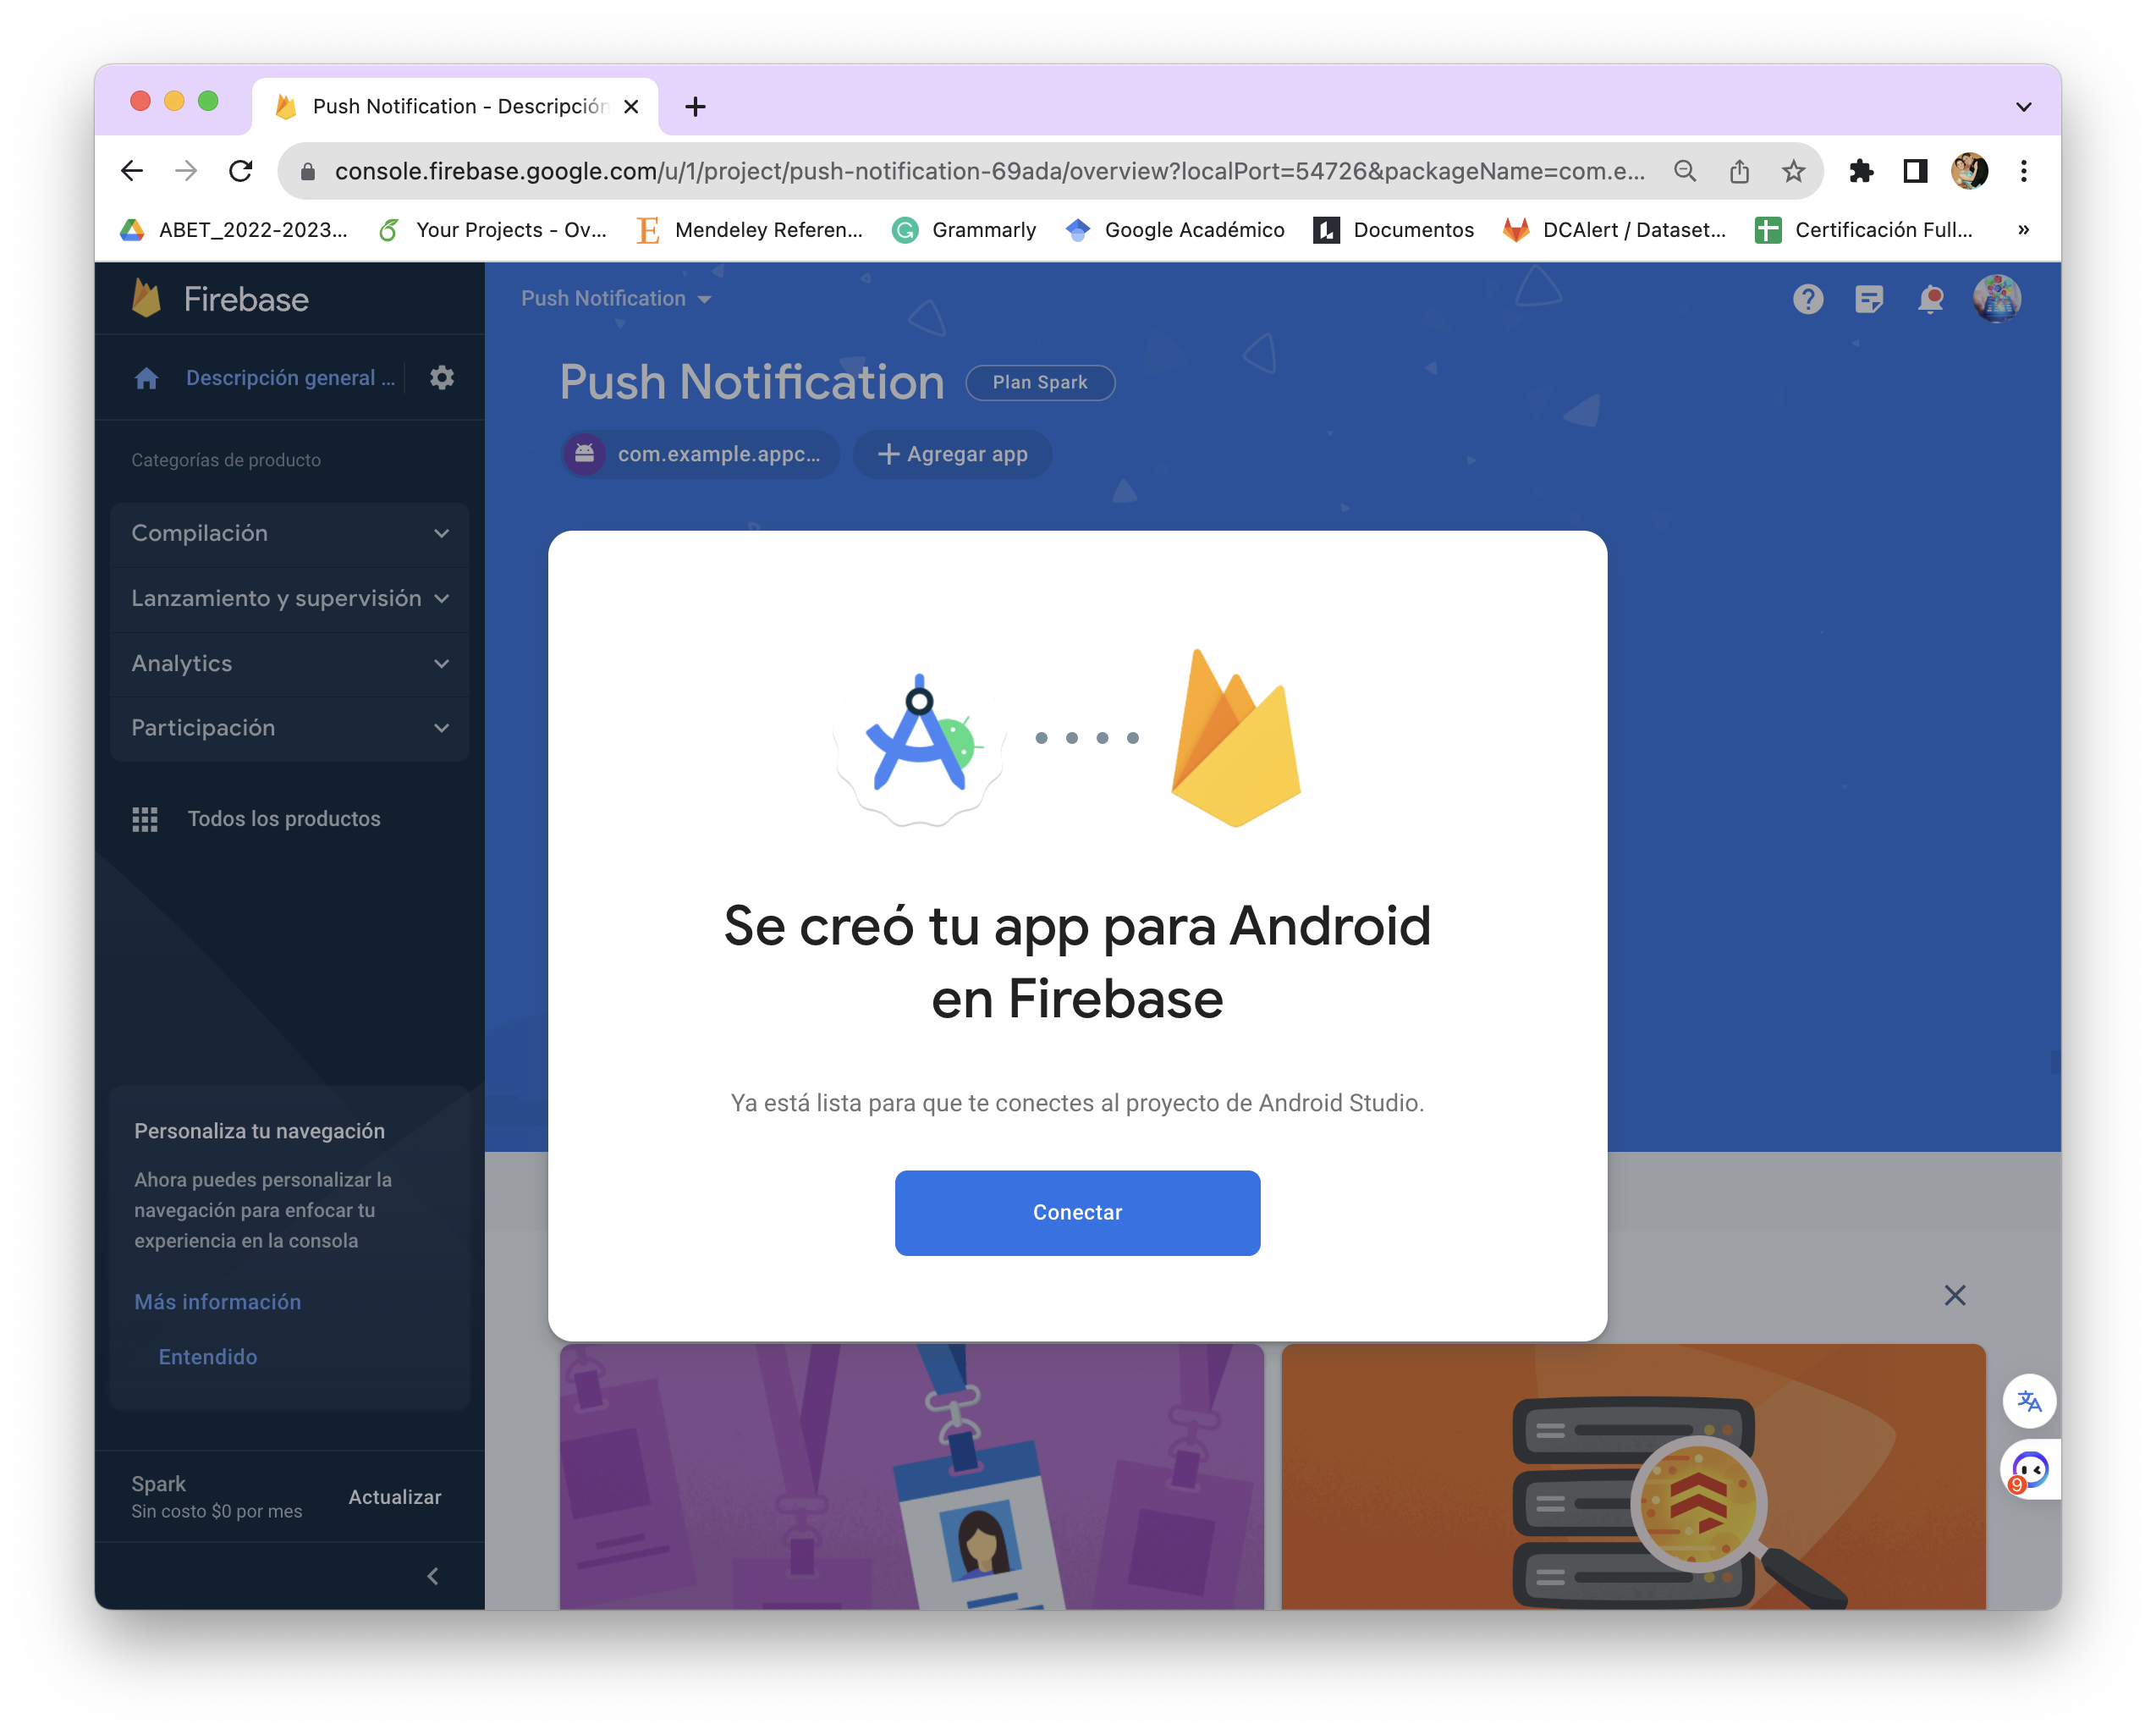 Push Notification - Descripción
console.firebase.google.com/u/1/project/push-notification-69ada/overview?localPort=54726&packageName=com.e...
ABET_2022-2023...
Your Projects - Ov...
Mendeley Referen...
Grammarly
Google Académico
Documentos
DCAlert / Dataset...
Certificación Full...
»
Firebase
Push Notification
Descripción general ...
Push Notification
Plan Spark
com.example.appc...
+ Agregar app
Categorías de producto
Compilación
Lanzamiento y supervisión
Analytics
Participación
Todos los productos
Se creó tu app para Android
en Firebase
Ya está lista para que te conectes al proyecto de Android Studio.
Conectar
Personaliza tu navegación
Ahora puedes personalizar la
navegación para enfocar tu
experiencia en la consola
Más información
Entendido
Spark
Sin costo $0 por mes
Actualizar
9